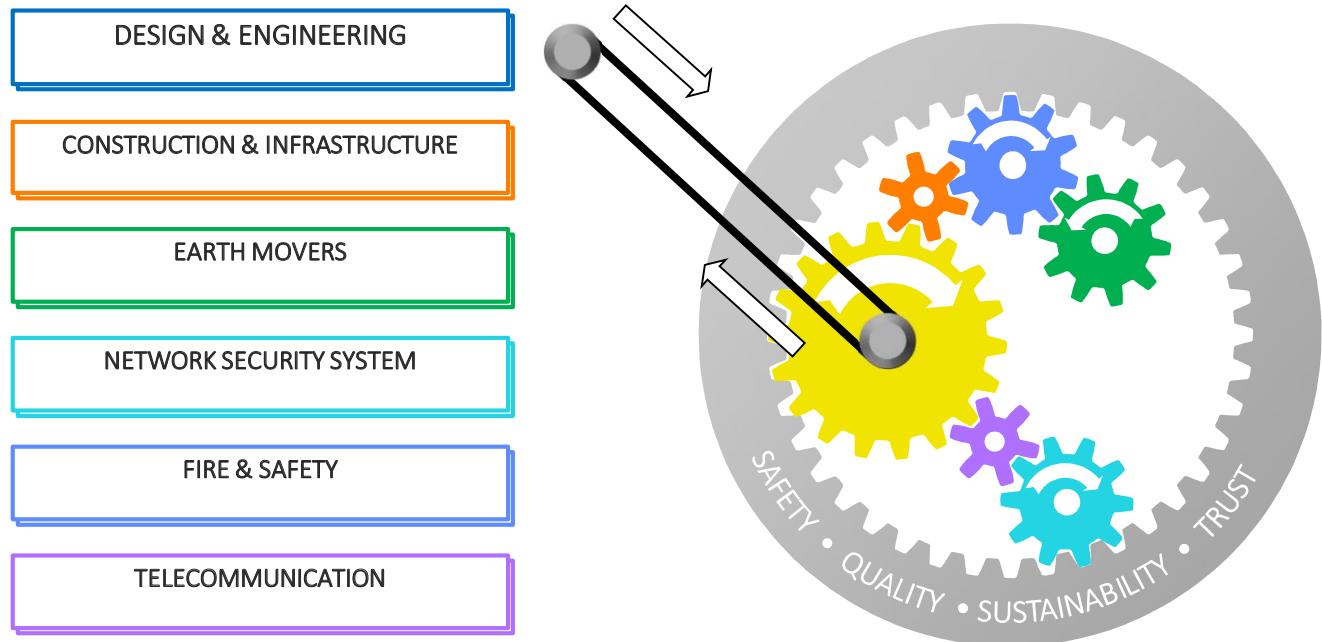 DESIGN & ENGINEERING
CONSTRUCTION & INFRASTRUCTURE
EARTH MOVERS
NETWORK SECURITY SYSTEM
FIRE & SAFETY
TELECOMMUNICATION
SAFETY • QUALITY • SUSTAINABILITY • TRUST